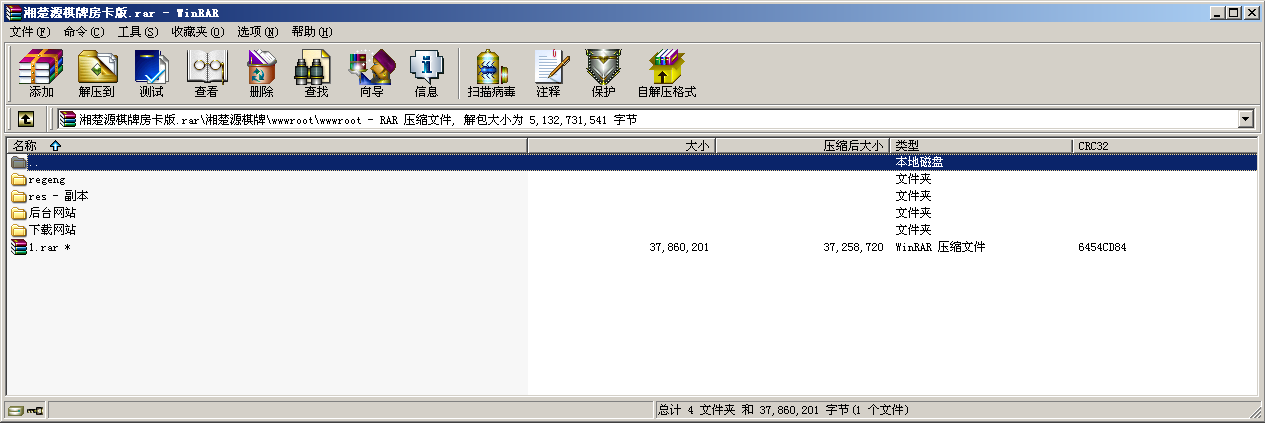 湘楚源棋牌房卡版.rar - WinRAR
文件(F) 命令(C) 工具(S) 收藏夹(O) 选项(N) 帮助(H)
添加 解压到 测试 查看 删除 查找 向导 信息 扫描病毒 注释 保护 自解压格式
湘楚源棋牌房卡版.rar\湘楚源棋牌\wwwroot\wwwroot - RAR 压缩文件, 解包大小为 5,132,731,541 字节
名称 大小 压缩后大小 类型 CRC32
.. 本地磁盘
regeng 文件夹
res - 副本 文件夹
后台网站 文件夹
下载网站 文件夹
1.rar * 37,860,201 37,258,720 WinRAR 压缩文件 6454CD84
总计 4 文件夹 和 37,860,201 字节(1 个文件)